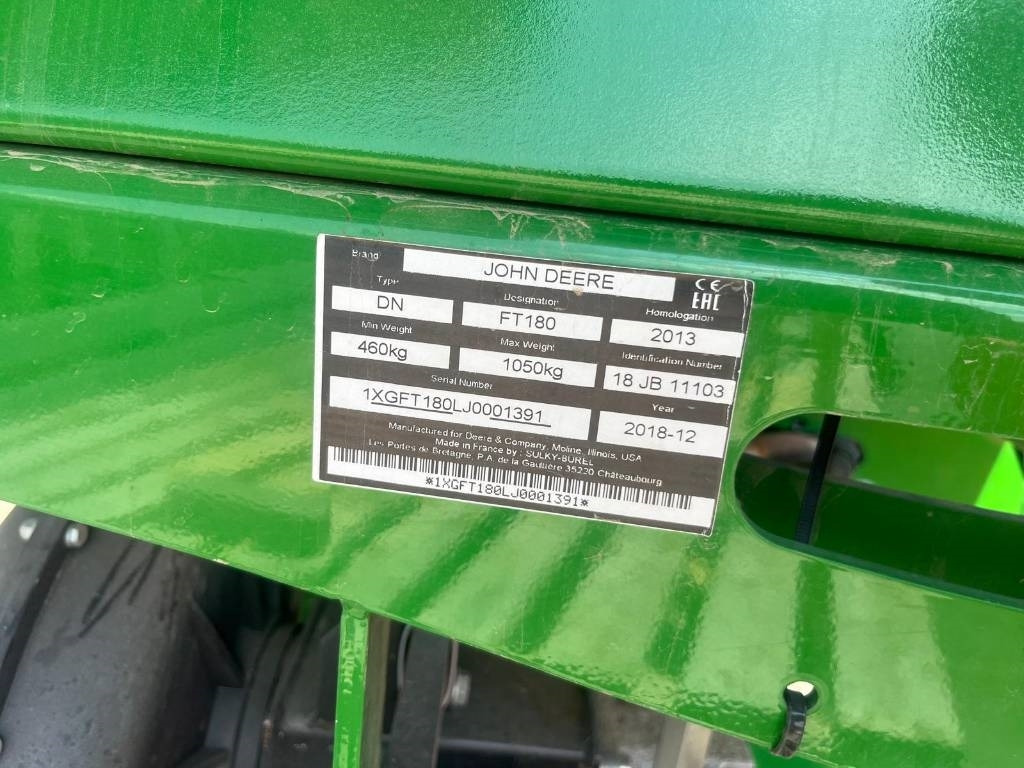 Brand JOHN DEERE CE
EAC
Type Designation Homologation
DN FT180 2013
Min Weight Max Weight Identification Number
460kg 1050kg 18 JB 11103
Serial Number Year
1XGFT180LJ0001391 2018-12
Manufactured for Deere & Company, Moline, Illinois, USA
Made in France by : SULKY-BUREL
Les Portes de Bretagne, P.A. de la Gaultière 35220 Châteaubourg
*1XGFT180LJ0001391*